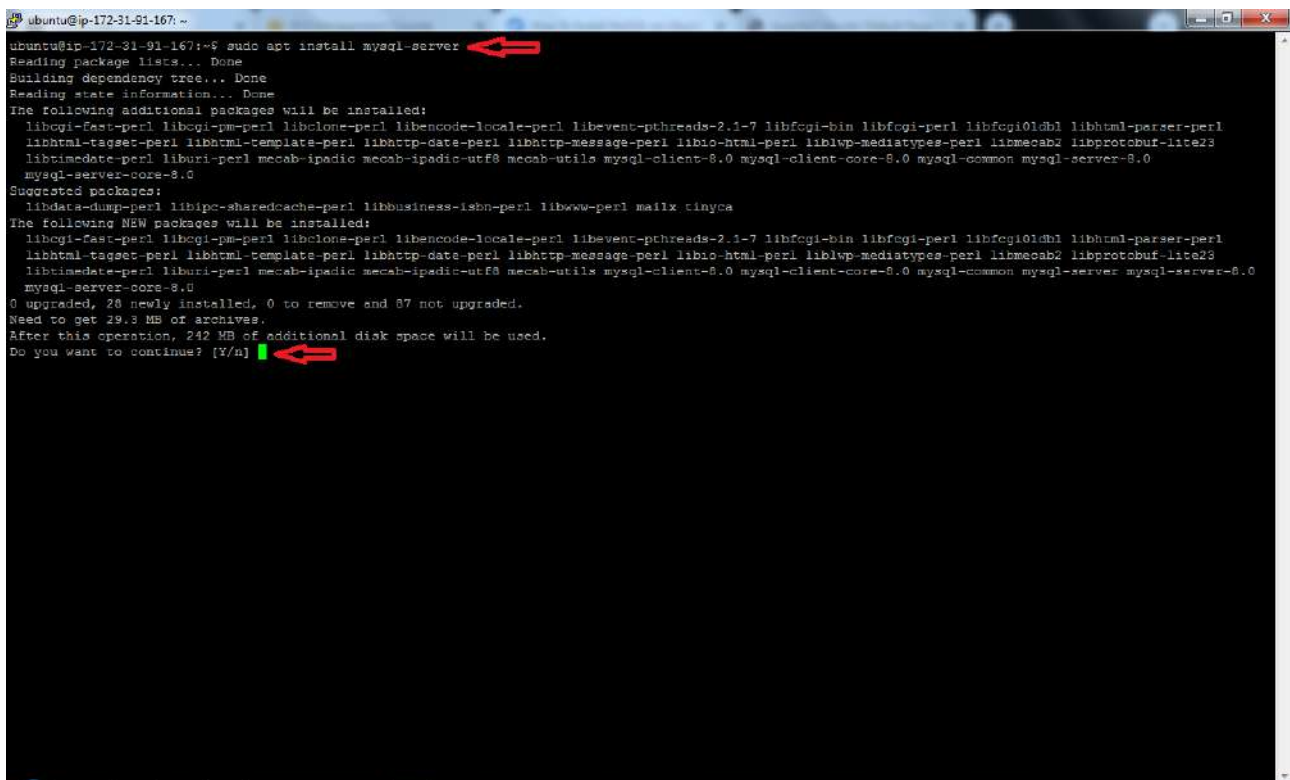 ubuntu@ip-172-31-91-167: ~
ubuntu@ip-172-31-91-167:~$ sudo apt install mysql-server
Reading package lists... Done
Building dependency tree... Done
Reading state information... Done
The following additional packages will be installed:
  libcgi-fast-perl libcgi-pm-perl libclone-perl libencode-locale-perl libevent-pthreads-2.1-7 libfcgi-bin libfcgi-perl libfcgi0ldbl libhtml-parser-perl
  libhtml-tagset-perl libhtml-template-perl libhttp-date-perl libhttp-message-perl libio-html-perl liblwp-mediatypes-perl libmecab2 libprotobuf-lite23
  libtimedate-perl liburi-perl mecab-ipadic mecab-ipadic-utf8 mecab-utils mysql-client-8.0 mysql-client-core-8.0 mysql-common mysql-server-8.0
  mysql-server-core-8.0
Suggested packages:
  libdata-dump-perl libipc-sharedcache-perl libbusiness-isbn-perl libwww-perl mailx tinyca
The following NEW packages will be installed:
  libcgi-fast-perl libcgi-pm-perl libclone-perl libencode-locale-perl libevent-pthreads-2.1-7 libfcgi-bin libfcgi-perl libfcgi0ldbl libhtml-parser-perl
  libhtml-tagset-perl libhtml-template-perl libhttp-date-perl libhttp-message-perl libio-html-perl liblwp-mediatypes-perl libmecab2 libprotobuf-lite23
  libtimedate-perl liburi-perl mecab-ipadic mecab-ipadic-utf8 mecab-utils mysql-client-8.0 mysql-client-core-8.0 mysql-common mysql-server mysql-server-8.0
  mysql-server-core-8.0
0 upgraded, 28 newly installed, 0 to remove and 87 not upgraded.
Need to get 29.3 MB of archives.
After this operation, 242 MB of additional disk space will be used.
Do you want to continue? [Y/n]